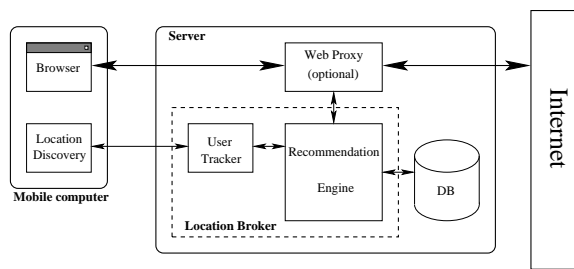 Server
Browser
Web Proxy
(optional)
Location
Discovery
User
Tracker
Recommendation
Engine
DB
Mobile computer
Location Broker
Internet